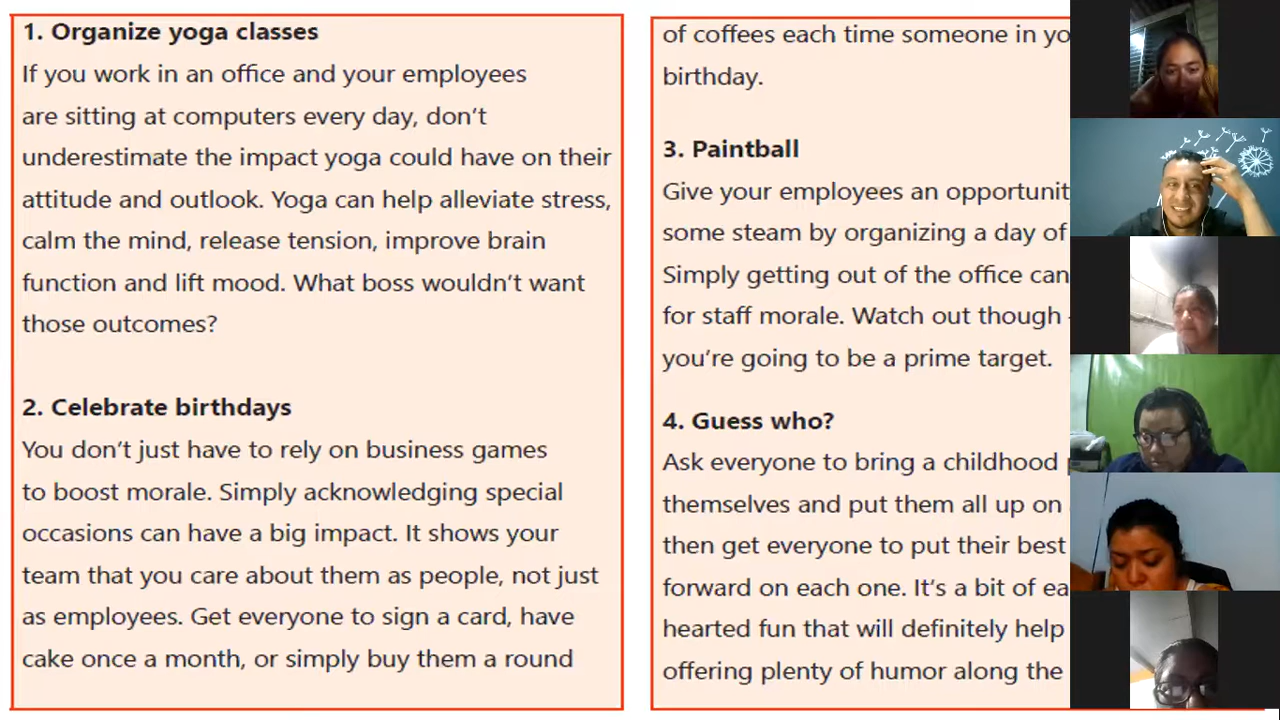 1. Organize yoga classes
If you work in an office and your employees
are sitting at computers every day, don't
underestimate the impact yoga could have on their
attitude and outlook. Yoga can help alleviate stress,
calm the mind, release tension, improve brain
function and lift mood. What boss wouldn't want
those outcomes?
2. Celebrate birthdays
You don't just have to rely on business games
to boost morale. Simply acknowledging special
occasions can have a big impact. It shows your
team that you care about them as people, not just
as employees. Get everyone to sign a card, have
cake once a month, or simply buy them a round
of coffees each time someone in yo
birthday.
3. Paintball
Give your employees an opportunit
some steam by organizing a day of
Simply getting out of the office can
for staff morale. Watch out though
you're going to be a prime target.
4. Guess who?
Ask everyone to bring a childhood
themselves and put them all up on
then get everyone to put their best
forward on each one. It's a bit of ea
hearted fun that will definitely help
offering plenty of humor along the